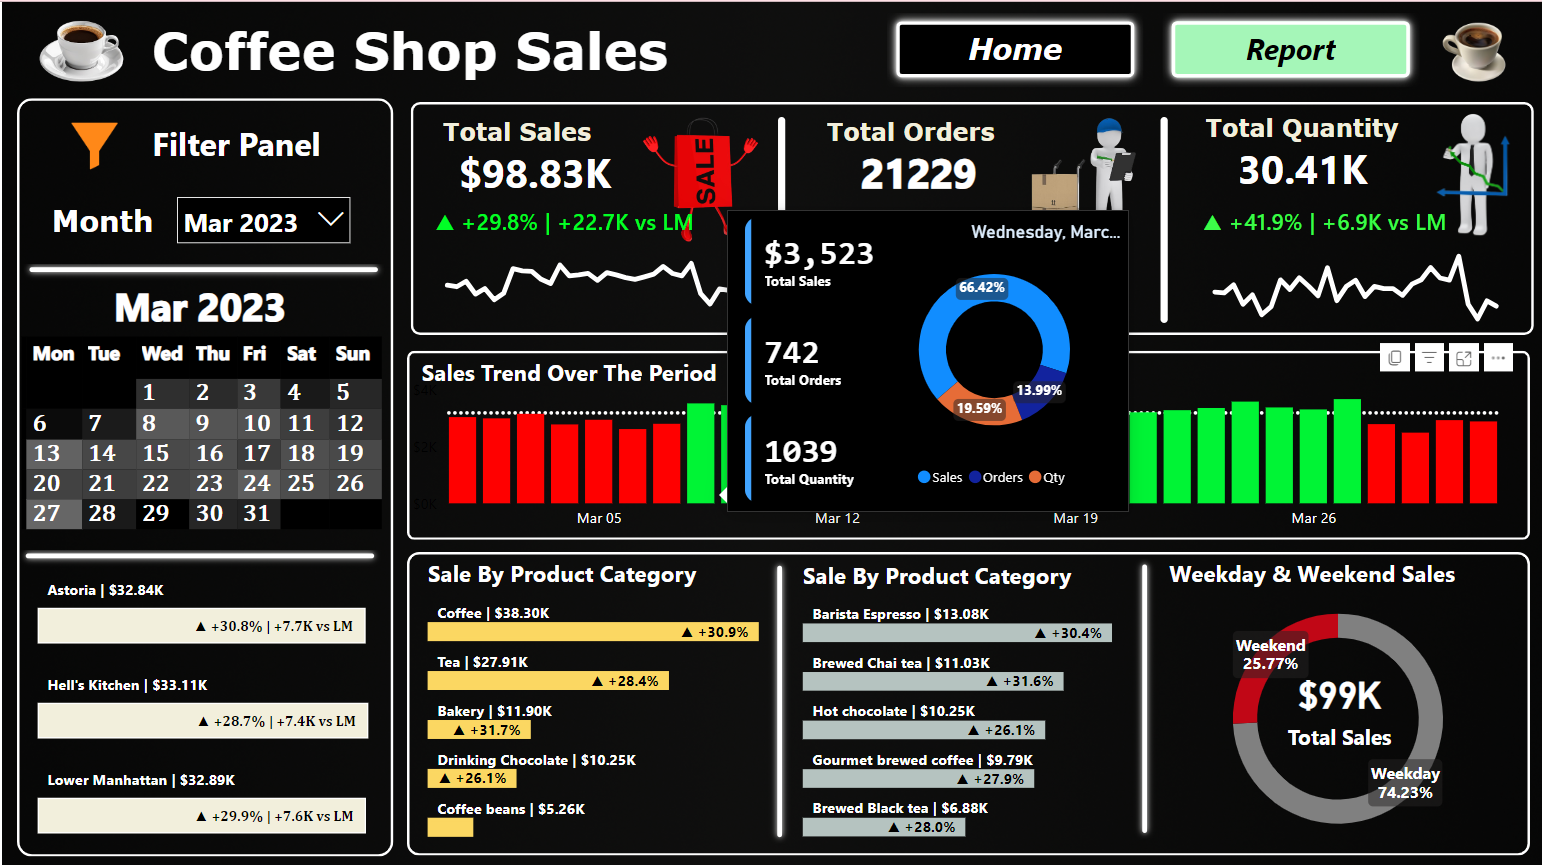 Coffee Shop Sales
Home
Report
Filter Panel
Month
Mar 2023
Mar 2023
Mon Tue Wed Thu Fri Sat Sun
1 2 3 4 5
6 7 8 9 10 11 12
13 14 15 16 17 18 19
20 21 22 23 24 25 26
27 28 29 30 31
Astoria | $32.84K
▲ +30.8% | +7.7K vs LM
Hell's Kitchen | $33.11K
▲ +28.7% | +7.4K vs LM
Lower Manhattan | $32.89K
▲ +29.9% | +7.6K vs LM
Total Sales
$98.83K
▲ +29.8% | +22.7K vs LM
SALE
Total Orders
21229
Total Quantity
30.41K
▲ +41.9% | +6.9K vs LM
Wednesday, Marc...
$3,523
Total Sales
742
Total Orders
1039
Total Quantity
66.42%
13.99%
19.59%
Sales Orders Qty
Sales Trend Over The Period
$2K
$0K
Mar 05
Mar 12
Mar 19
Mar 26
Sale By Product Category
Coffee | $38.30K
▲ +30.9%
Tea | $27.91K
▲ +28.4%
Bakery | $11.90K
▲ +31.7%
Drinking Chocolate | $10.25K
▲ +26.1%
Coffee beans | $5.26K
Sale By Product Category
Barista Espresso | $13.08K
▲ +30.4%
Brewed Chai tea | $11.03K
▲ +31.6%
Hot chocolate | $10.25K
▲ +26.1%
Gourmet brewed coffee | $9.79K
▲ +27.9%
Brewed Black tea | $6.88K
▲ +28.0%
Weekday & Weekend Sales
Weekend
25.77%
$99K
Total Sales
Weekday
74.23%